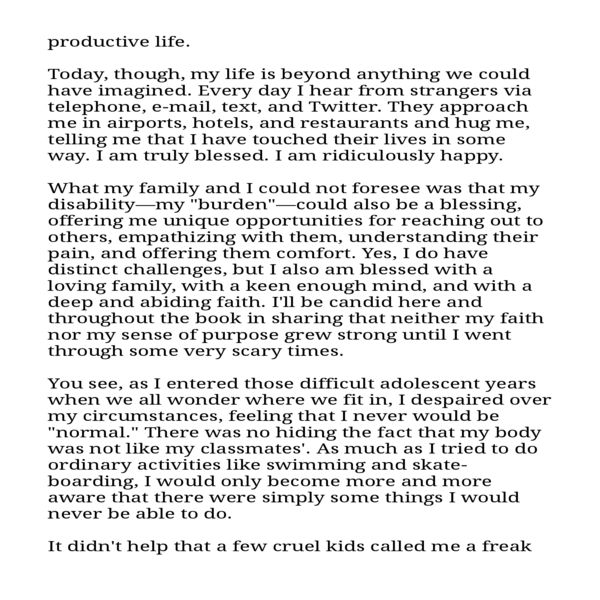 productive life.
Today, though, my life is beyond anything we could
have imagined. Every day I hear from strangers via
telephone, e-mail, text, and Twitter. They approach
me in airports, hotels, and restaurants and hug me,
telling me that I have touched their lives in some
way. I am truly blessed. I am ridiculously happy.
What my family and I could not foresee was that my
disability—my "burden"—could also be a blessing,
offering me unique opportunities for reaching out to
others, empathizing with them, understanding their
pain, and offering them comfort. Yes, I do have
distinct challenges, but I also am blessed with a
loving family, with a keen enough mind, and with a
deep and abiding faith. I'll be candid here and
throughout the book in sharing that neither my faith
nor my sense of purpose grew strong until I went
through some very scary times.
You see, as I entered those difficult adolescent years
when we all wonder where we fit in, I despaired over
my circumstances, feeling that I never would be
"normal." There was no hiding the fact that my body
was not like my classmates'. As much as I tried to do
ordinary activities like swimming and skate-
boarding, I would only become more and more
aware that there were simply some things I would
never be able to do.
It didn't help that a few cruel kids called me a freak